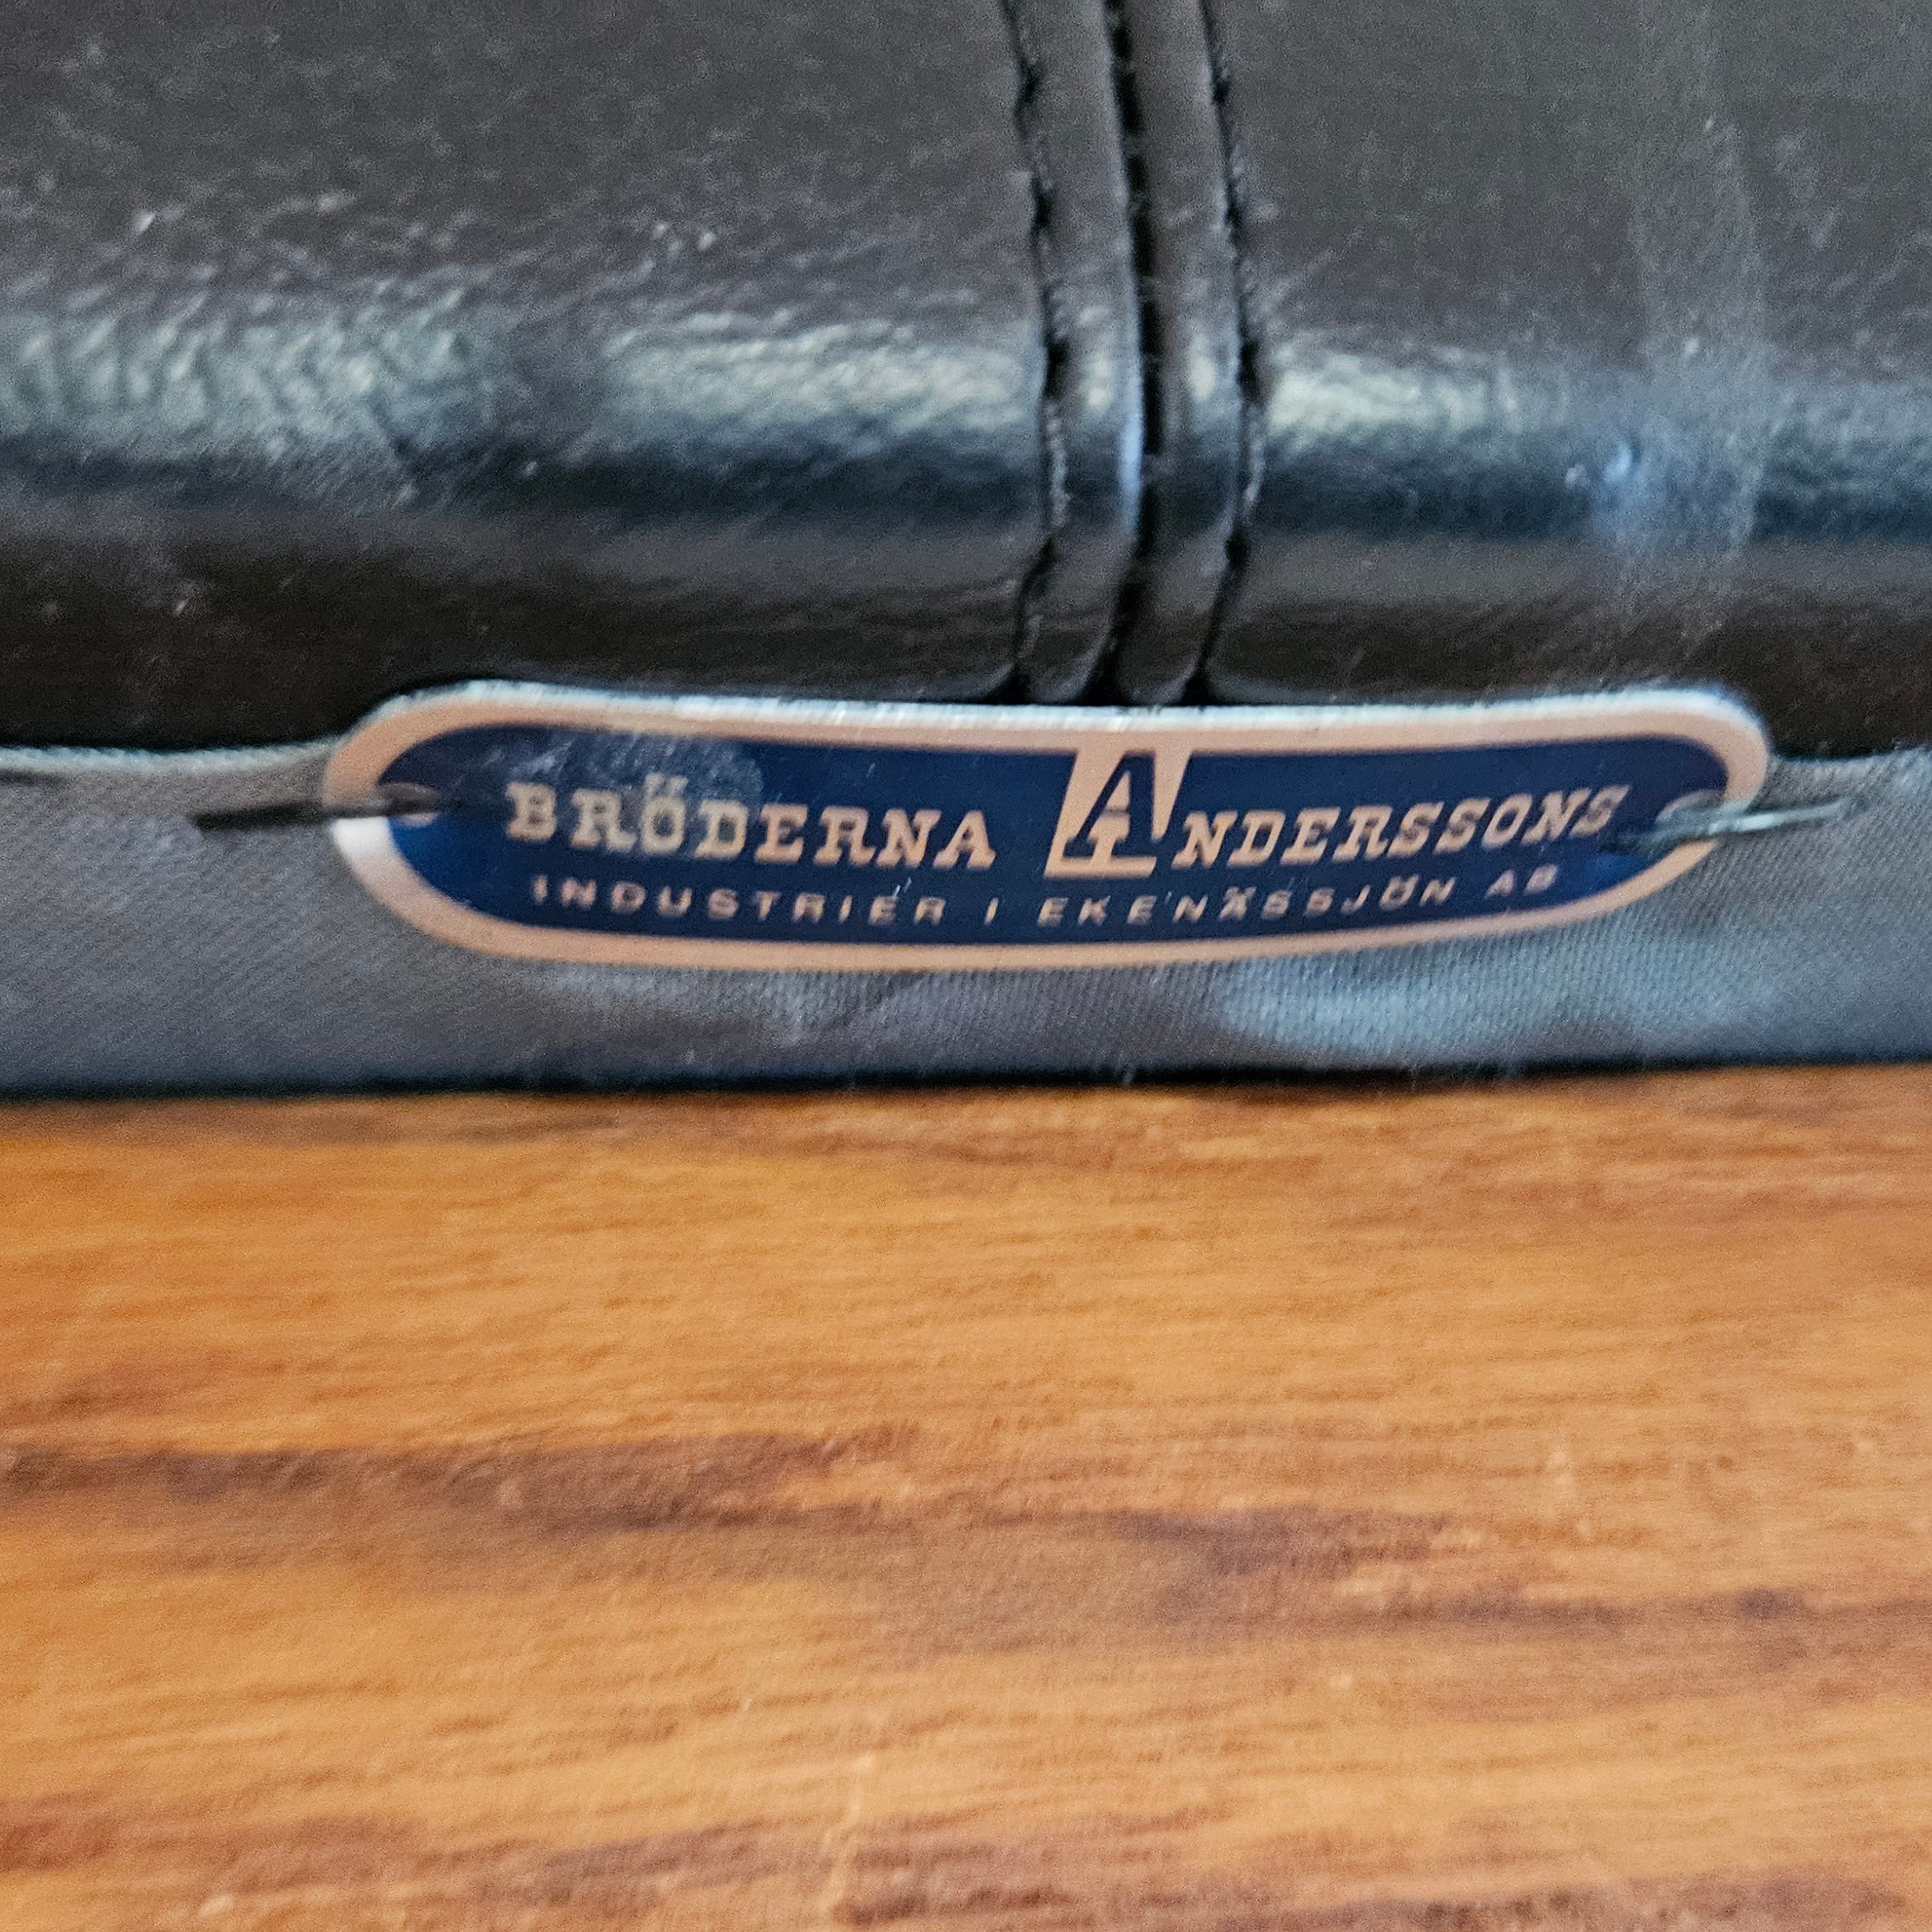 BRÖDERNA ANDERSSONS
INDUSTRIER I EKENÄSSJÖN AB